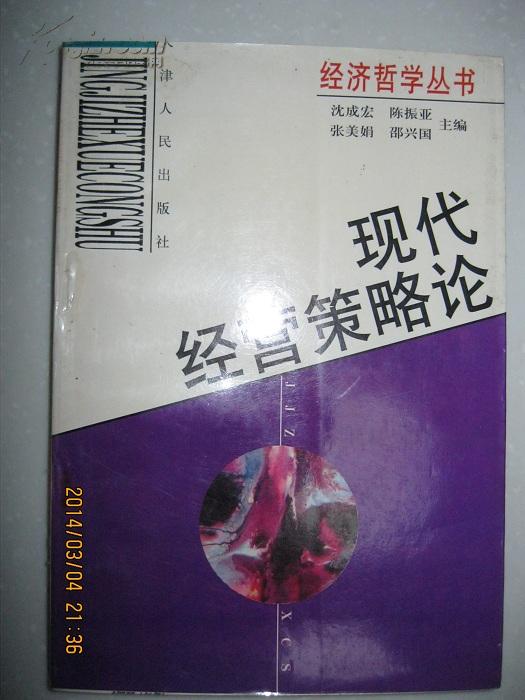 经济哲学丛书
沈成宏 陈振亚
张美娟 邵兴国 主编
JINGJIZHEXUECONGSHU
津人民出版社
现代
经营策略论
J J Z
X C S
2014/03/04 21:36